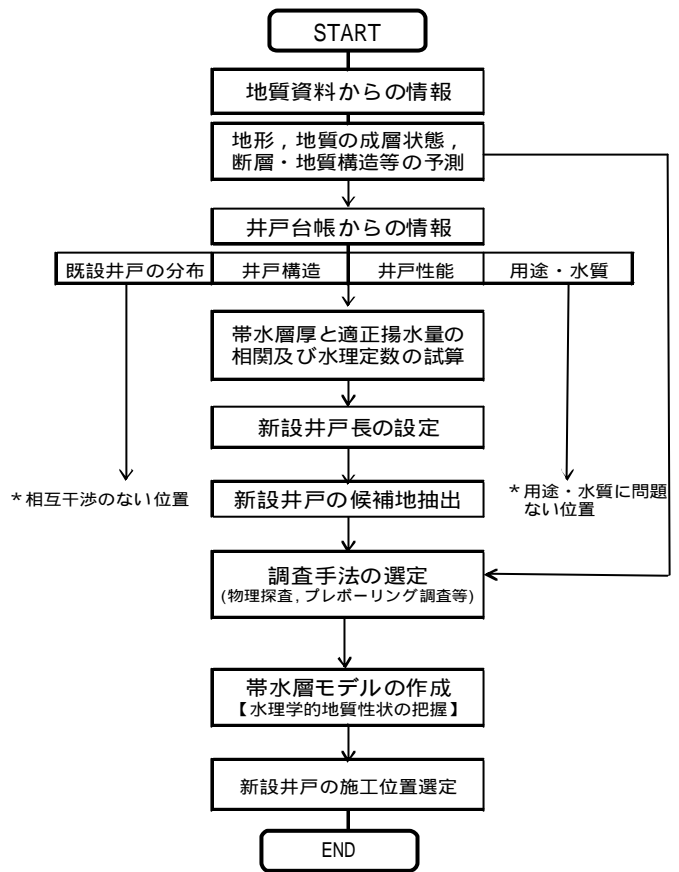 START
地質資料からの情報
地形，地質の成層状態，
断層・地質構造等の予測
井戸台帳からの情報
既設井戸の分布
井戸構造
井戸性能
用途・水質
帯水層厚と適正揚水量の
相関及び水理定数の試算
新設井戸長の設定
*相互干渉のない位置
新設井戸の候補地抽出
*用途・水質に問題
ない位置
調査手法の選定
(物理探査，プレボーリング調査等)
帯水層モデルの作成
【水理学的地質性状の把握】
新設井戸の施工位置選定
END